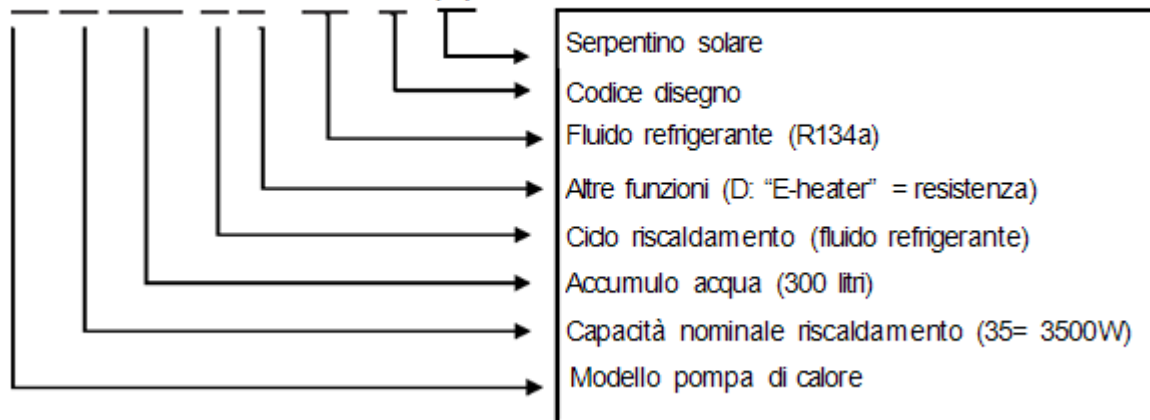 Serpentino solare
Codice disegno
Fluido refrigerante (R134a)
Altre funzioni (D: “E-heater” = resistenza)
Ciclo riscaldamento (fluido refrigerante)
Accumulo acqua (300 litri)
Capacità nominale riscaldamento (35= 3500W)
Modello pompa di calore